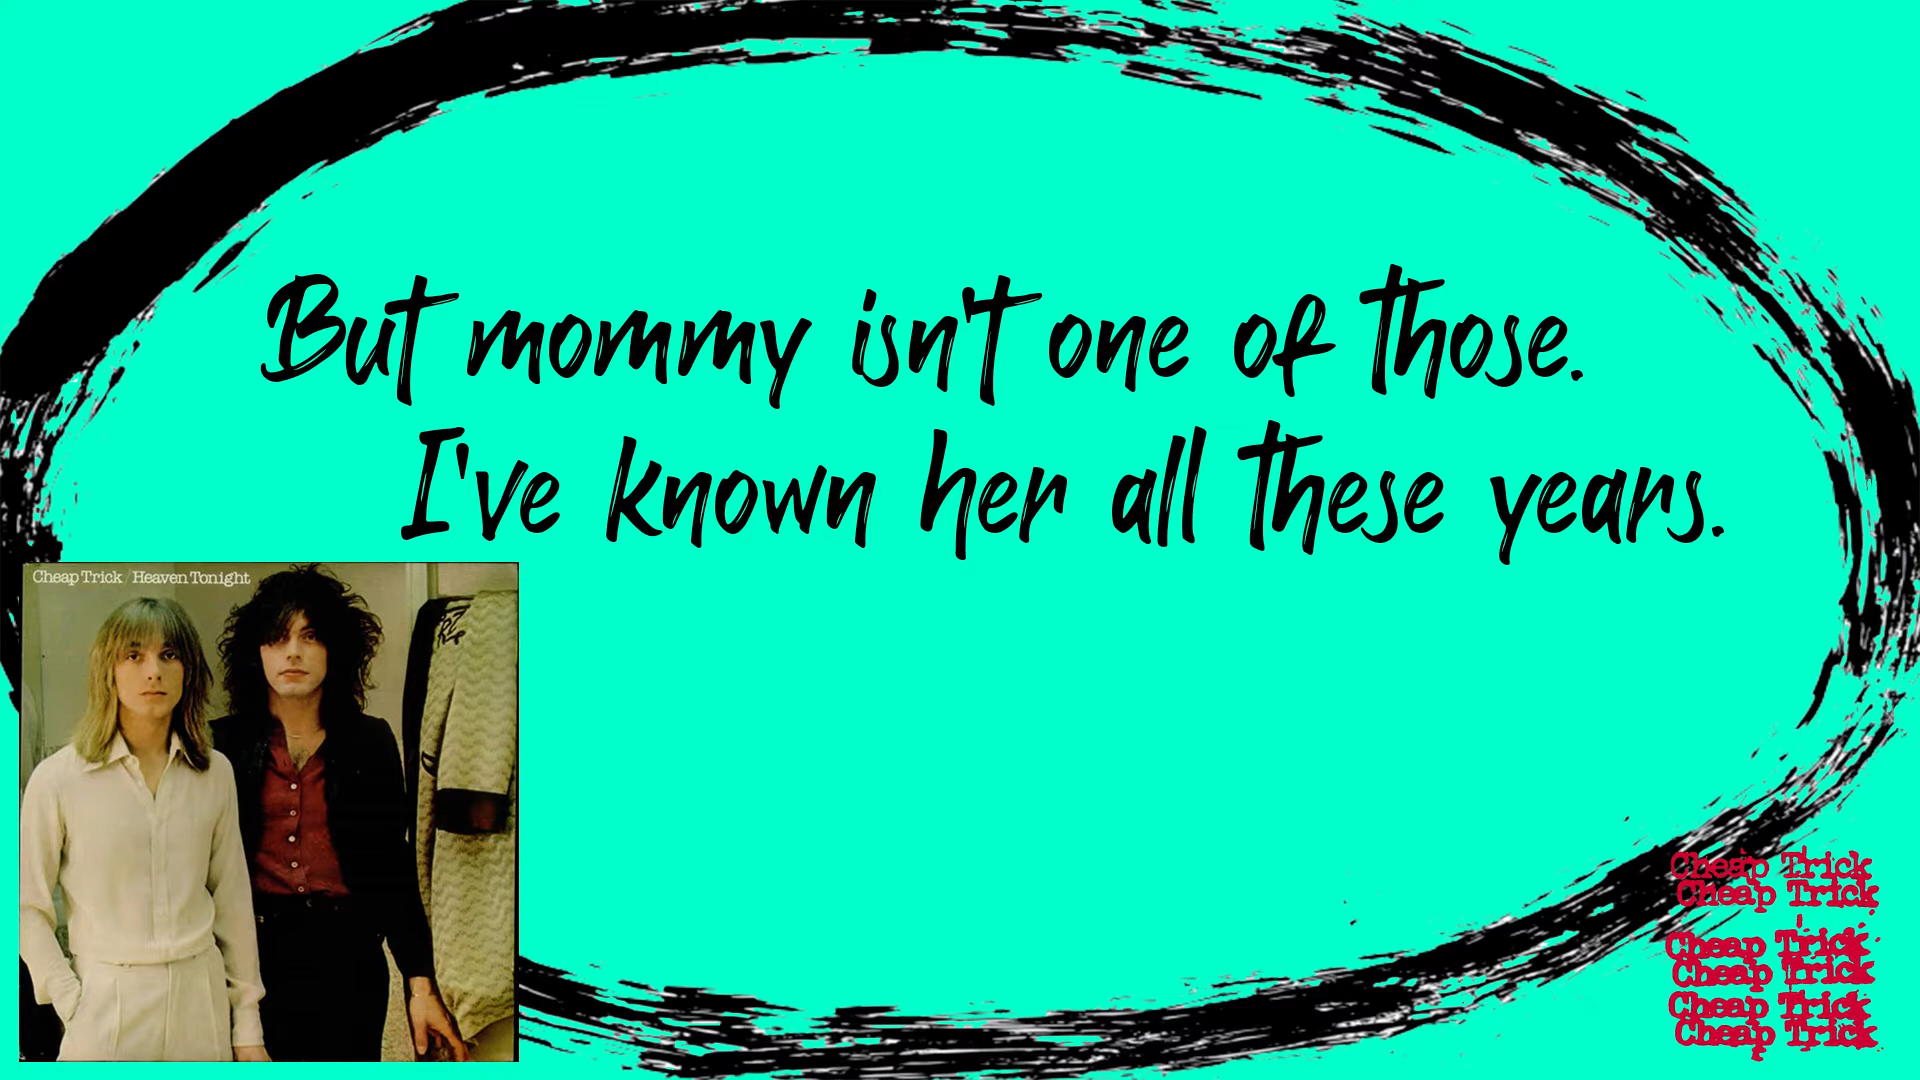 But mommy isn't one of those.
I've known her all these years.
Cheap Trick / Heaven Tonight
Cheap Trick
Cheap Trick
Cheap Trick
Cheap Trick
Cheap Trick
Cheap Trick